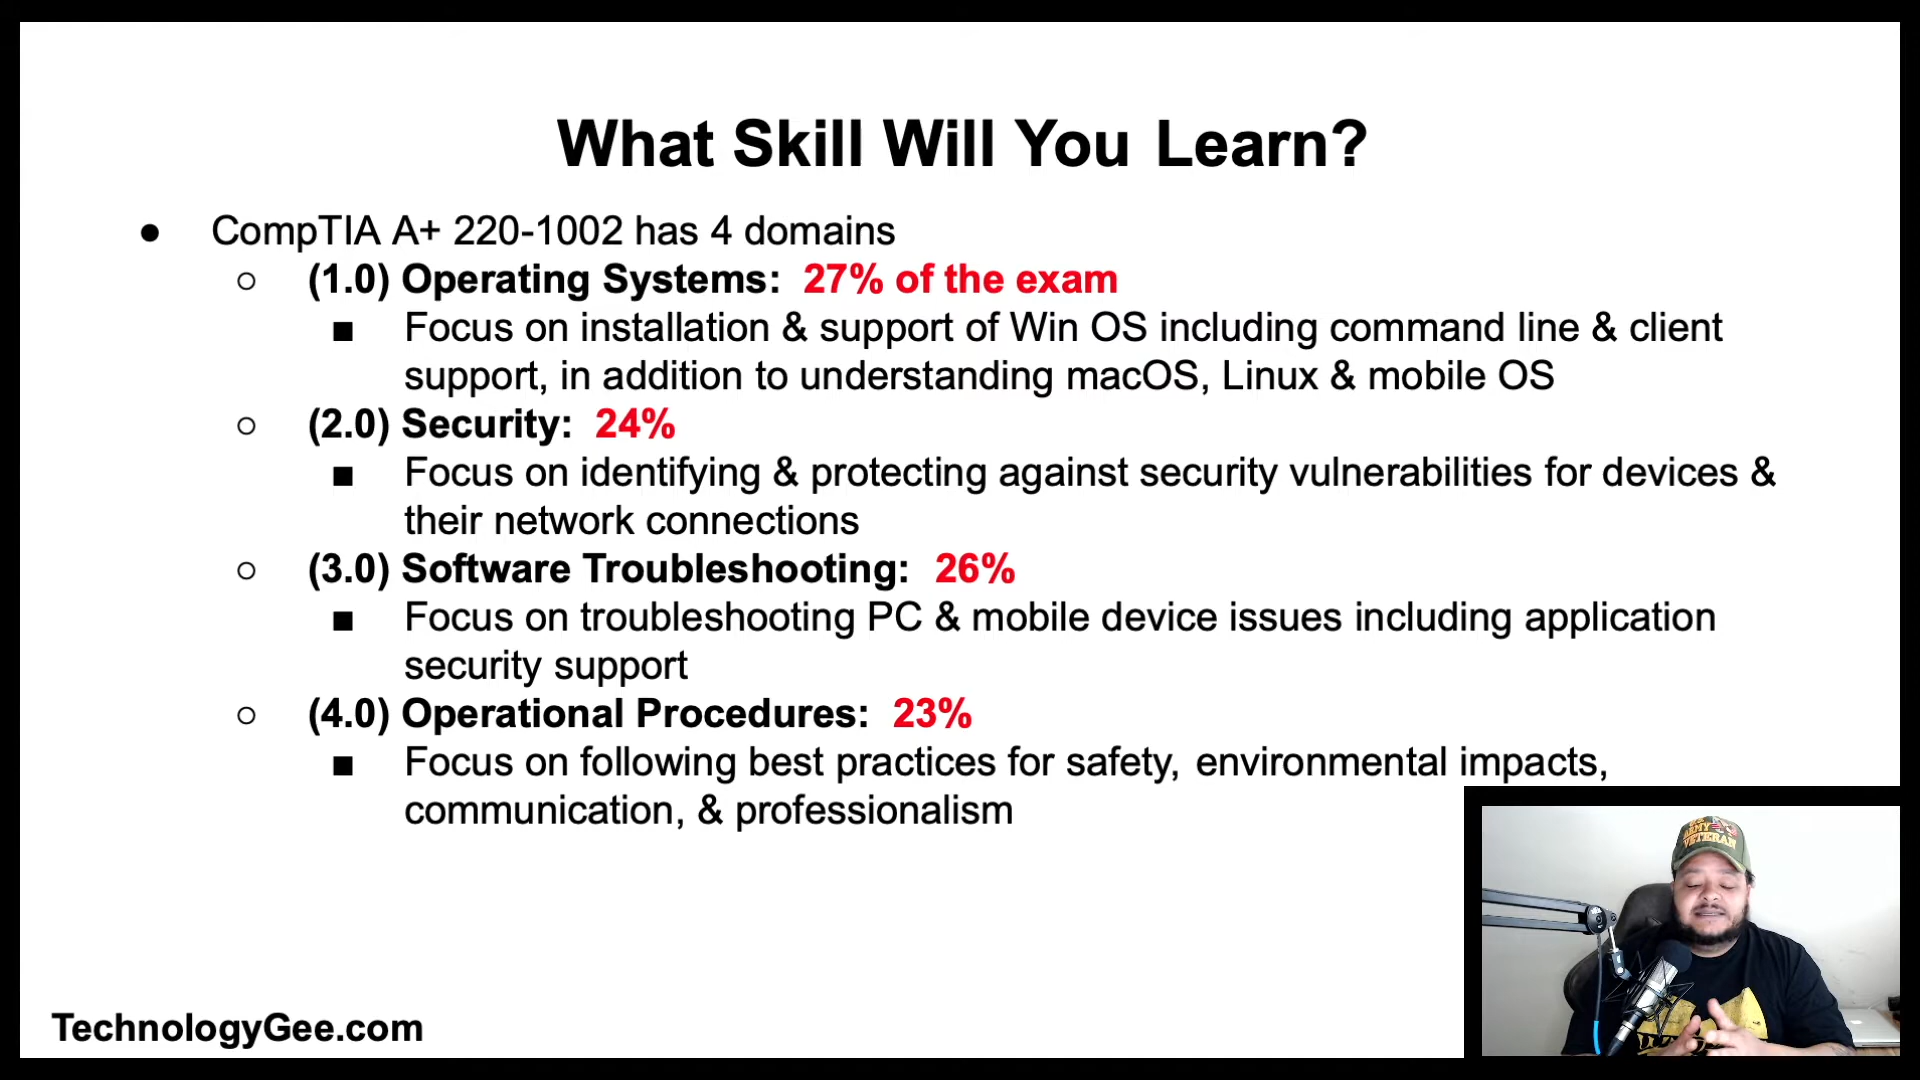 What Skill Will You Learn?
● CompTIA A+ 220-1002 has 4 domains
○ (1.0) Operating Systems: 27% of the exam
■ Focus on installation & support of Win OS including command line & client
support, in addition to understanding macOS, Linux & mobile OS
○ (2.0) Security: 24%
■ Focus on identifying & protecting against security vulnerabilities for devices &
their network connections
○ (3.0) Software Troubleshooting: 26%
■ Focus on troubleshooting PC & mobile device issues including application
security support
○ (4.0) Operational Procedures: 23%
■ Focus on following best practices for safety, environmental impacts,
communication, & professionalism
ARMY
VETERAN
TechnologyGee.com